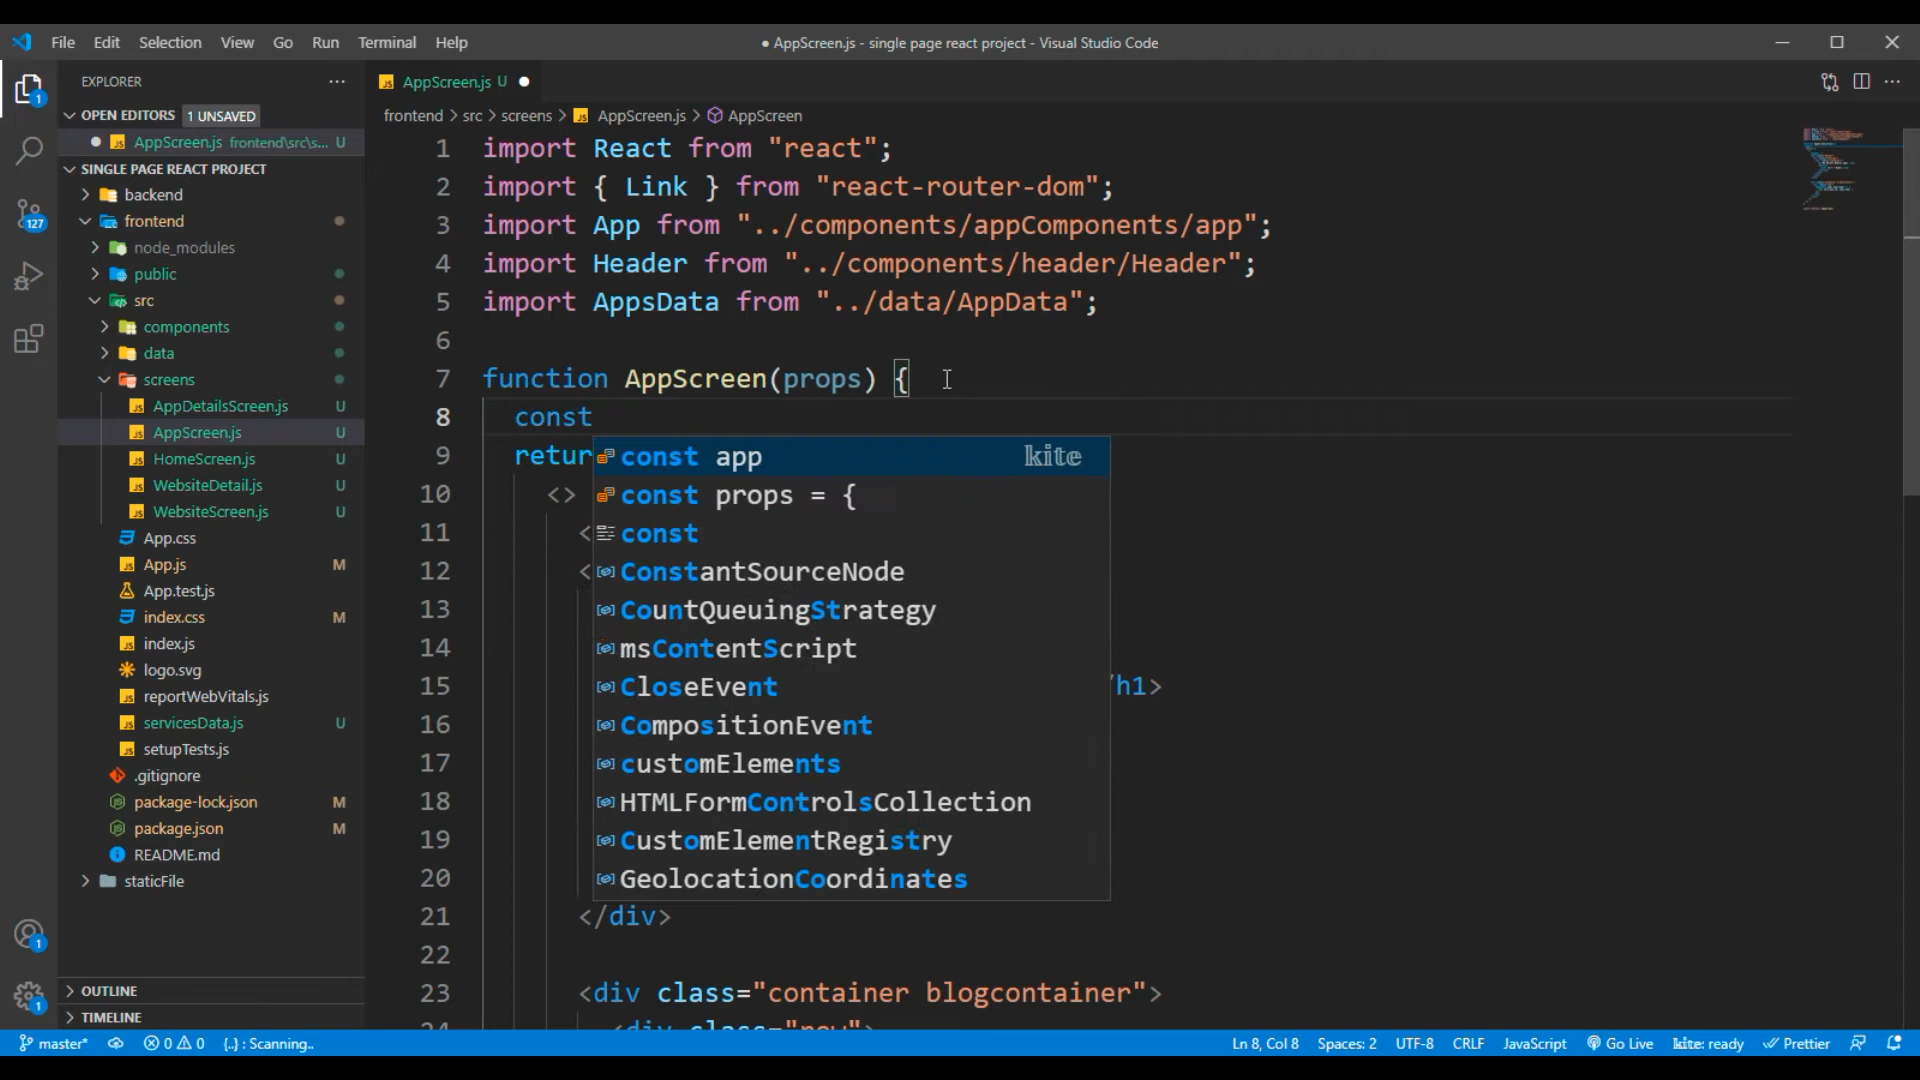 File Edit Selection View Go Run Terminal Help
● AppScreen.js - single page react project - Visual Studio Code
EXPLORER
OPEN EDITORS 1 UNSAVED
AppScreen.js frontend\src\s... U
SINGLE PAGE REACT PROJECT
backend
frontend
node_modules
public
src
components
data
screens
AppDetailsScreen.js U
AppScreen.js U
HomeScreen.js U
WebsiteDetail.js U
WebsiteScreen.js U
App.css
App.js M
App.test.js
index.css M
index.js
logo.svg
reportWebVitals.js
servicesData.js U
setupTests.js
.gitignore
package-lock.json M
package.json M
README.md
staticFile
OUTLINE
TIMELINE
1
127
1
1
AppScreen.js U
frontend > src > screens > AppScreen.js > AppScreen
1 import React from "react";
2 import { Link } from "react-router-dom";
3 import App from "../components/appComponents/app";
4 import Header from "../components/header/Header";
5 import AppsData from "../data/AppData";
6
7 function AppScreen(props) {
8 const
9 retur
10 <>
11 <
12 <
13
14
15 /h1>
16
17
18
19
20
21 </div>
22
23 <div class="container blogcontainer">
24 <div class="row">
const app kite
const props = {
const
ConstantSourceNode
CountQueuingStrategy
msContentScript
CloseEvent
CompositionEvent
customElements
HTMLFormControlsCollection
CustomElementRegistry
GeolocationCoordinates
master* 0 0 {..} : Scanning.. Ln 8, Col 8 Spaces: 2 UTF-8 CRLF JavaScript Go Live kite: ready Prettier